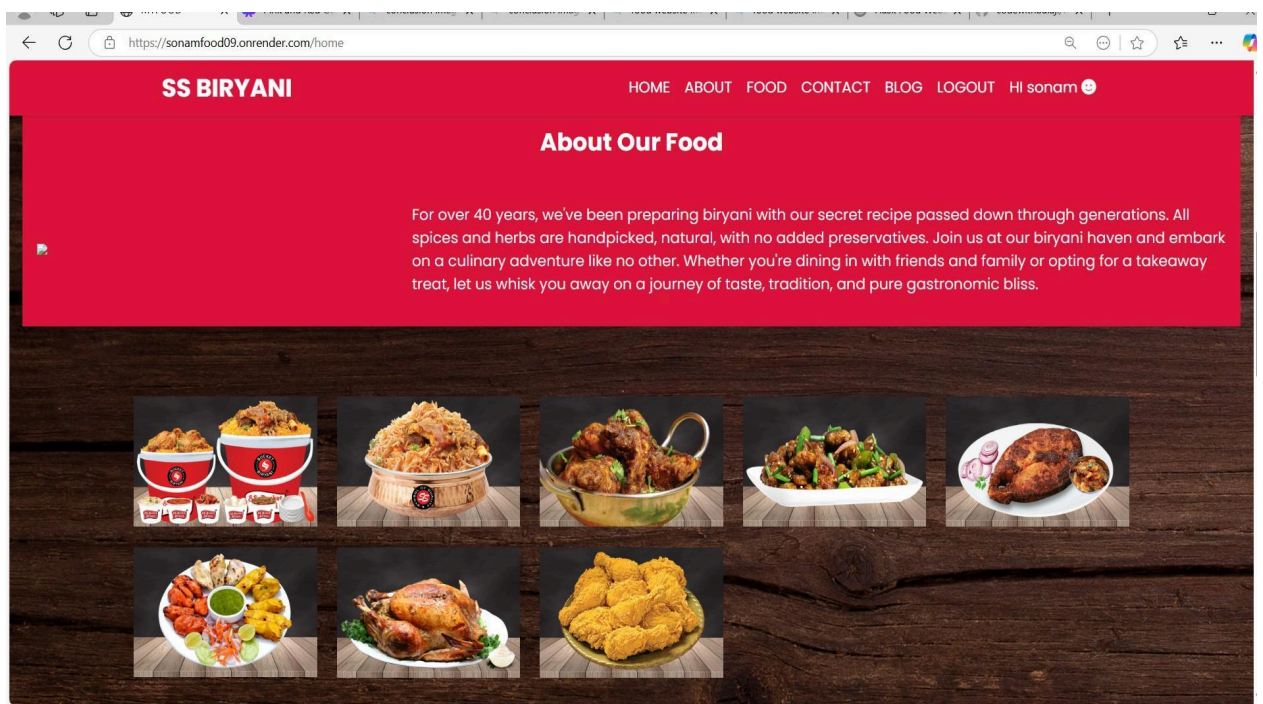 MYFOOD
https://sonamfood09.onrender.com/home
SS BIRYANI
HOME ABOUT FOOD CONTACT BLOG LOGOUT HI sonam
About Our Food
For over 40 years, we've been preparing biryani with our secret recipe passed down through generations. All
spices and herbs are handpicked, natural, with no added preservatives. Join us at our biryani haven and embark
on a culinary adventure like no other. Whether you're dining in with friends and family or opting for a takeaway
treat, let us whisk you away on a journey of taste, tradition, and pure gastronomic bliss.